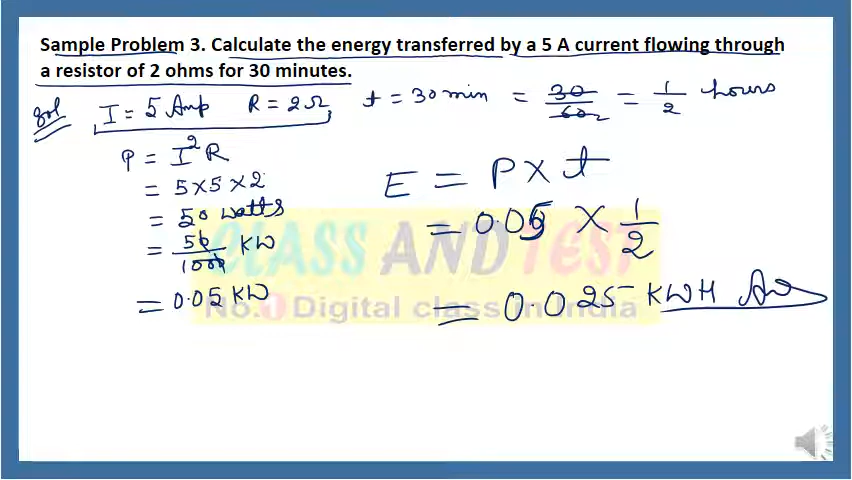 Sample Problem 3. Calculate the energy transferred by a 5 A current flowing through
a resistor of 2 ohms for 30 minutes.
Sol I = 5 Amp R = 2Ω, t = 30 min = 30/60 = 1/2 hours
P = I²R
= 5×5×2
= 50 watts
= 50/1000 KW
= 0.05 KW
E = P × t
= 0.05 × 1/2
= 0.025 KWH Ans
CLASS AND TEST
No.1 Digital class in India